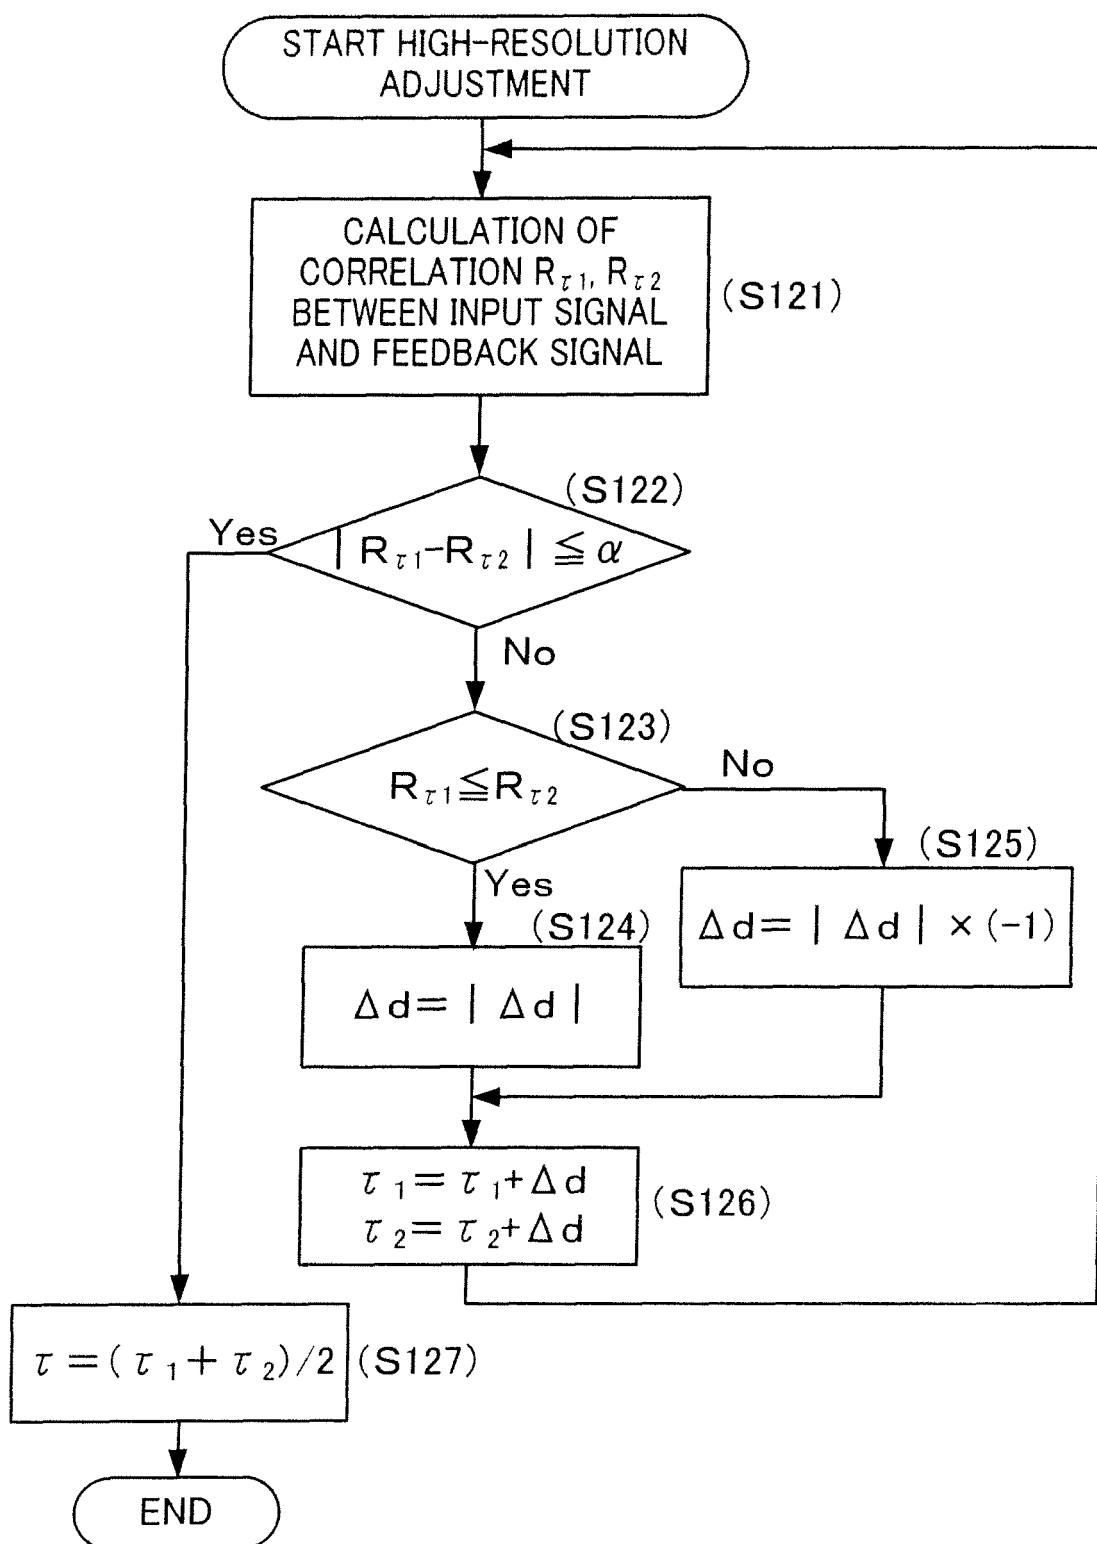 START HIGH-RESOLUTION
ADJUSTMENT
CALCULATION OF
CORRELATION Rτ1, Rτ2
BETWEEN INPUT SIGNAL
AND FEEDBACK SIGNAL
(S121)
(S122)
Yes
| Rτ1-Rτ2 | ≦ α
No
(S123)
Rτ1≦Rτ2
No
(S125)
Yes
(S124)
Δd= | Δd | × (-1)
Δd= | Δd |
τ1= τ1+Δd
τ2= τ2+Δd
(S126)
τ =( τ1+ τ2)/2
(S127)
END